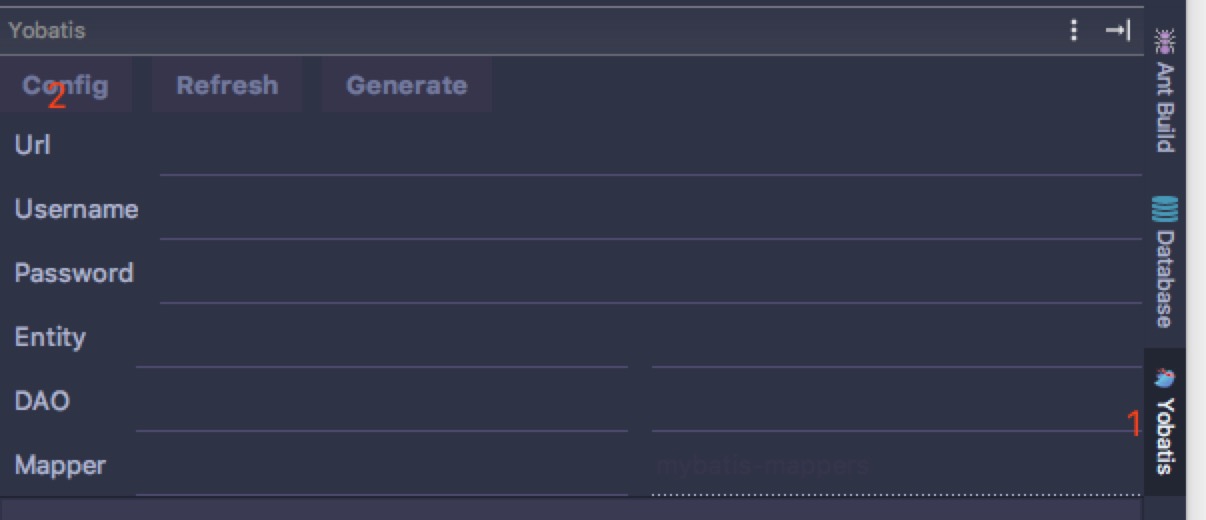 Yobatis
Config
2
Refresh
Generate
Url
Username
Password
Entity
DAO
1
Mapper
mybatis-mappers
Ant Build
Database
Yobatis